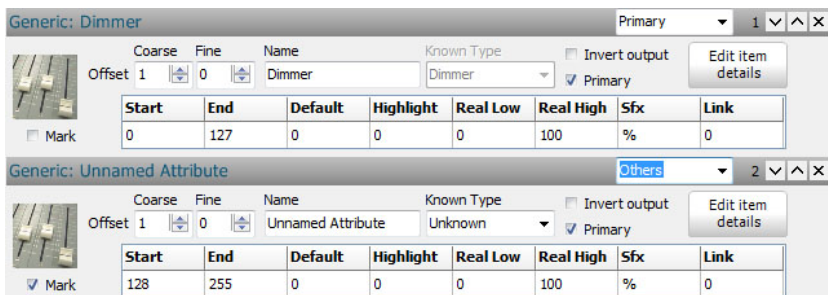 Generic: Dimmer Primary 1
Coarse Fine Name Known Type Invert output Edit item details
Offset 1 0 Dimmer Dimmer Primary
Start End Default Highlight Real Low Real High Sfx Link
Mark 0 127 0 0 0 100 % 0
Generic: Unnamed Attribute Others 2
Coarse Fine Name Known Type Invert output Edit item details
Offset 1 0 Unnamed Attribute Unknown Primary
Start End Default Highlight Real Low Real High Sfx Link
Mark 128 255 0 0 0 100 % 0